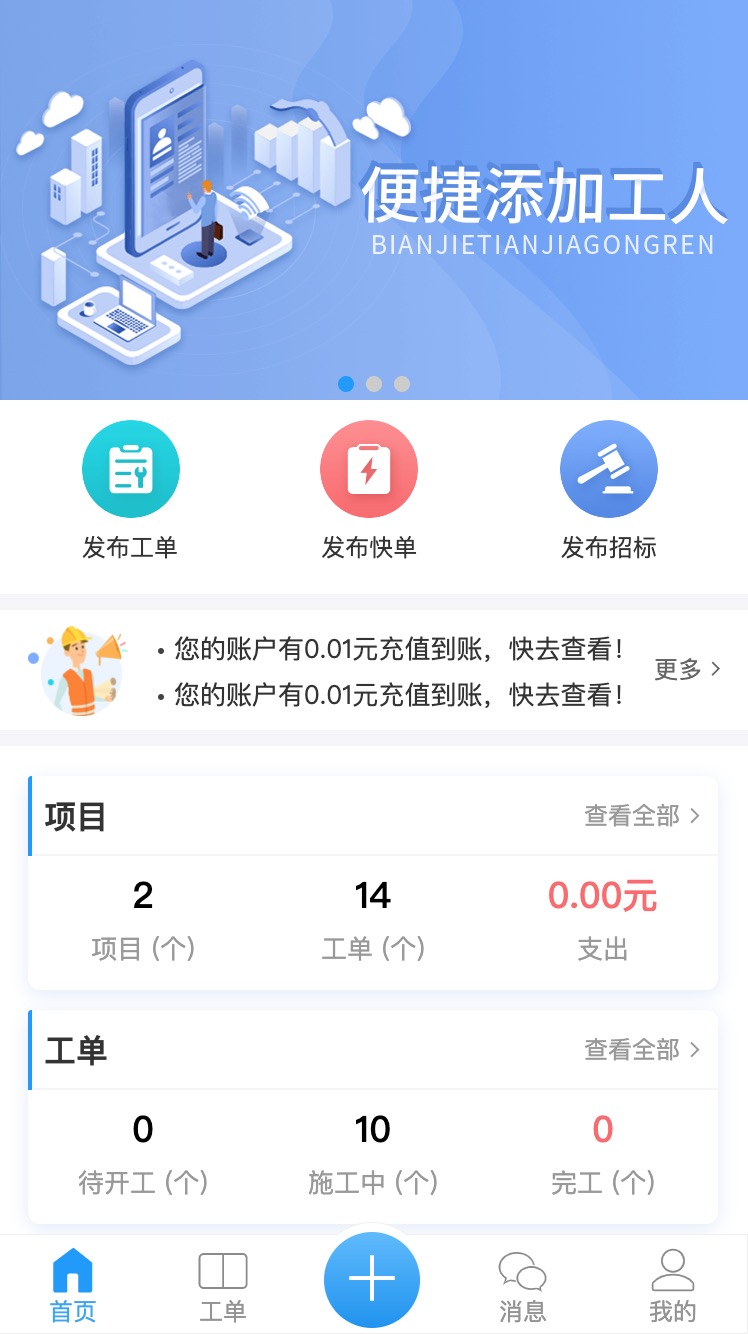 便捷添加工人
BIANJIETIANJIAGONGREN
发布工单 发布快单 发布招标
· 您的账户有0.01元充值到账，快去查看！
更多 >
· 您的账户有0.01元充值到账，快去查看！
项目 查看全部 >
2 14 0.00元
项目 (个) 工单 (个) 支出
工单 查看全部 >
0 10 0
待开工 (个) 施工中 (个) 完工 (个)
首页 工单 消息 我的